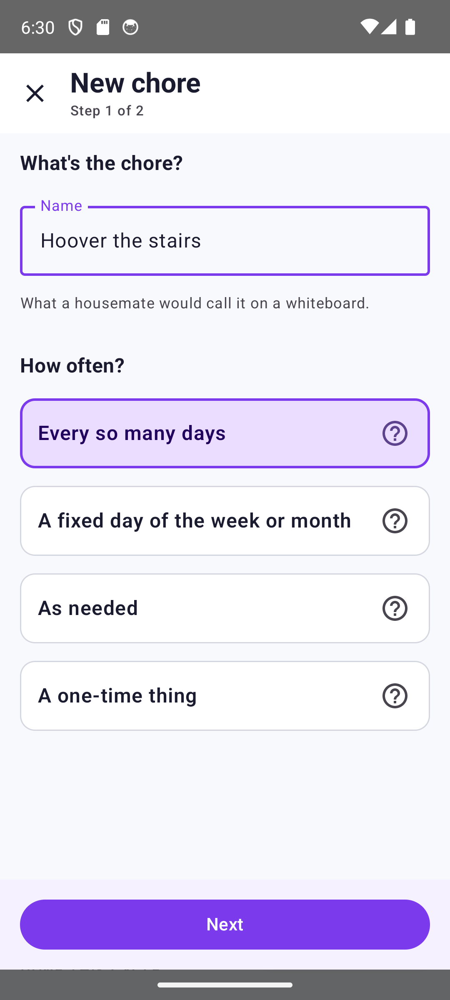 6:30
New chore
Step 1 of 2
What's the chore?
Name
Hoover the stairs
What a housemate would call it on a whiteboard.
How often?
Every so many days
A fixed day of the week or month
As needed
A one-time thing
Next